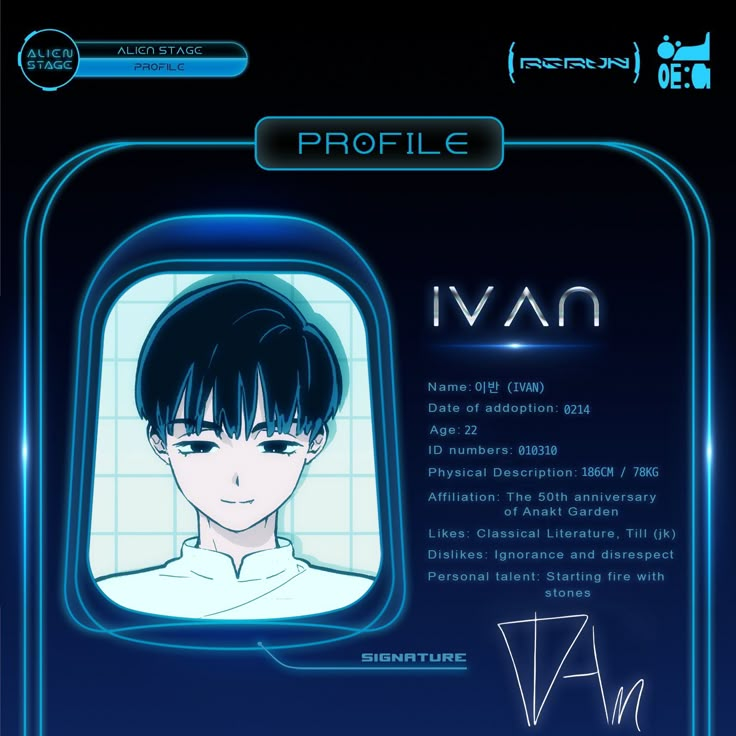 ALIEN STAGE
ALIEN STAGE
PROFILE
RERUN
PROFILE
IVAN
Name: 이반 (IVAN)
Date of addoption: 0214
Age: 22
ID numbers: 010310
Physical Description: 186CM / 78KG
Affiliation: The 50th anniversary
of Anakt Garden
Likes: Classical Literature, Till (jk)
Dislikes: Ignorance and disrespect
Personal talent: Starting fire with
stones
SIGNATURE